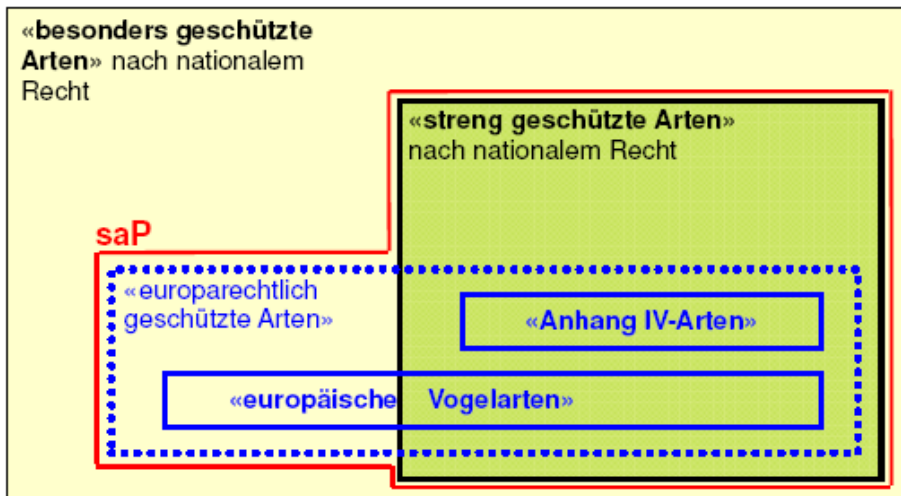 «besonders geschützte
Arten» nach nationalem
Recht
«streng geschützte Arten»
nach nationalem Recht
saP
«europarechtlich
geschützte Arten»
«Anhang IV-Arten»
«europäische Vogelarten»